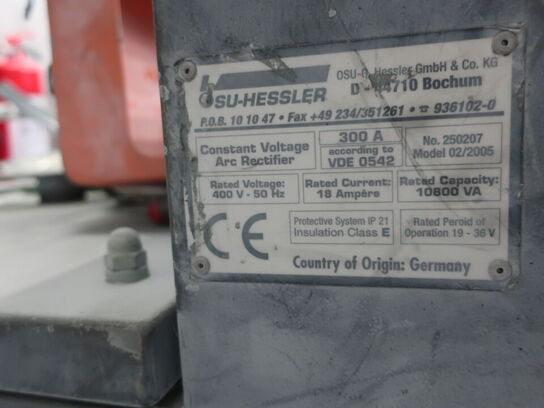 OSU-HESSLER
OSU-G. Hessler GmbH & Co. KG
D - 44710 Bochum
P.O.B. 10 10 47 • Fax +49 234/351261 • ☎ 936102-0
Constant Voltage
Arc Rectifier
300 A
according to
VDE 0542
No. 250207
Model 02/2005
Rated Voltage:
400 V - 50 Hz
Rated Current:
18 Ampère
Rated Capacity:
10800 VA
CE
Protective System IP 21
Insulation Class E
Rated Peroid of
Operation 19 - 36 V
Country of Origin: Germany